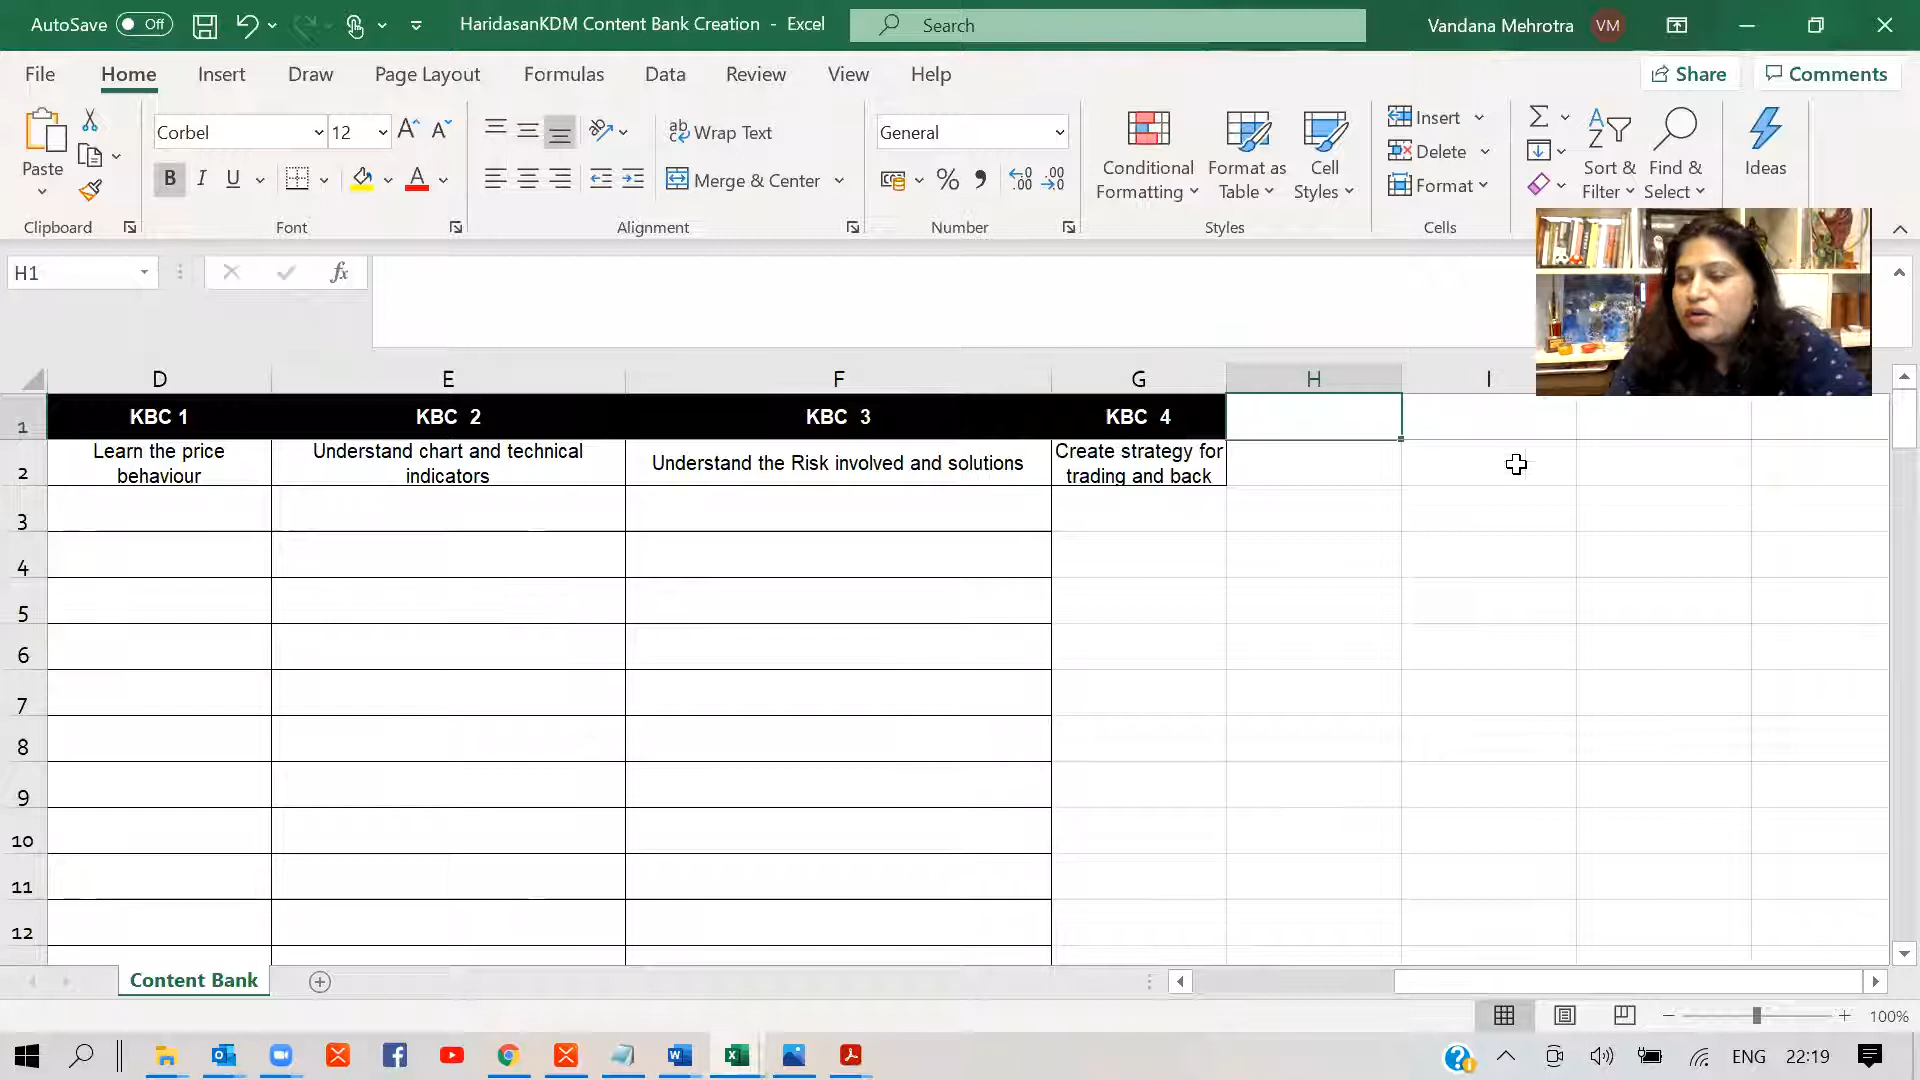 AutoSave Off HaridasanKDM Content Bank Creation - Excel Search Vandana Mehrotra VM
File Home Insert Draw Page Layout Formulas Data Review View Help Share Comments
Paste
Clipboard
Corbel 12
B I U
Font
Wrap Text
Merge & Center
Alignment
General
Number
Conditional Formatting
Format as Table
Cell Styles
Styles
Insert
Delete
Format
Cells
Sort & Filter
Find & Select
Ideas
H1 fx
D E F G H I
1 KBC 1 KBC 2 KBC 3 KBC 4
2
Learn the price
behaviour
Understand chart and technical
indicators
Understand the Risk involved and solutions
Create strategy for
trading and back
3
4
5
6
7
8
9
10
11
12
Content Bank
100%
ENG 22:19